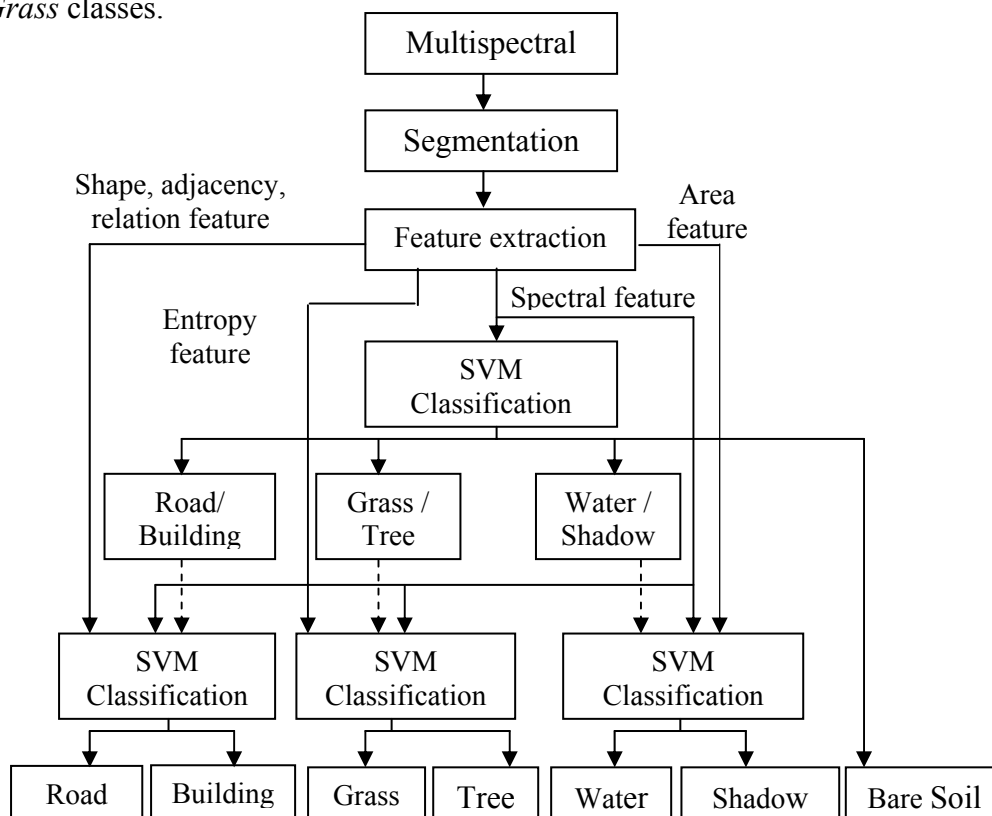 Grass classes.
Multispectral
Segmentation
Shape, adjacency,
relation feature
Area
feature
Feature extraction
Spectral feature
Entropy
feature
SVM
Classification
Road/
Building
Grass /
Tree
Water /
Shadow
SVM
Classification
SVM
Classification
SVM
Classification
Road
Building
Grass
Tree
Water
Shadow
Bare Soil